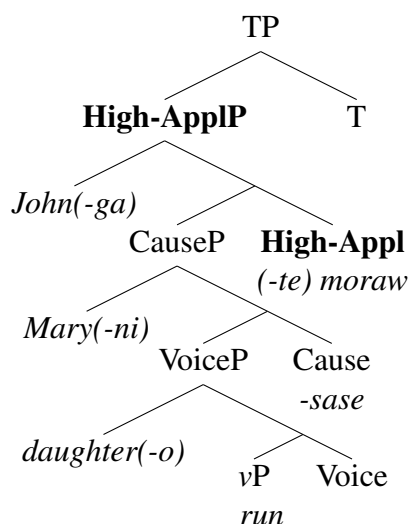 TP
High-ApplP T
John(-ga)
CauseP High-Appl
(-te) moraw
Mary(-ni)
VoiceP Cause
-sase
daughter(-o)
vP Voice
run